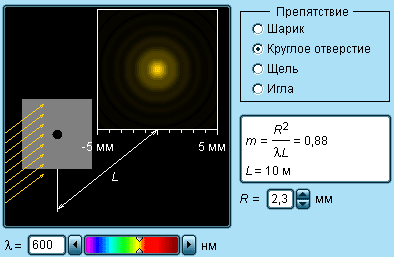 Препятствие
Шарик
Круглое отверстие
Щель
Игла
-5 мм
5 мм
L
m = R²/λL = 0,88
L = 10 м
R = 2,3 мм
λ = 600 нм